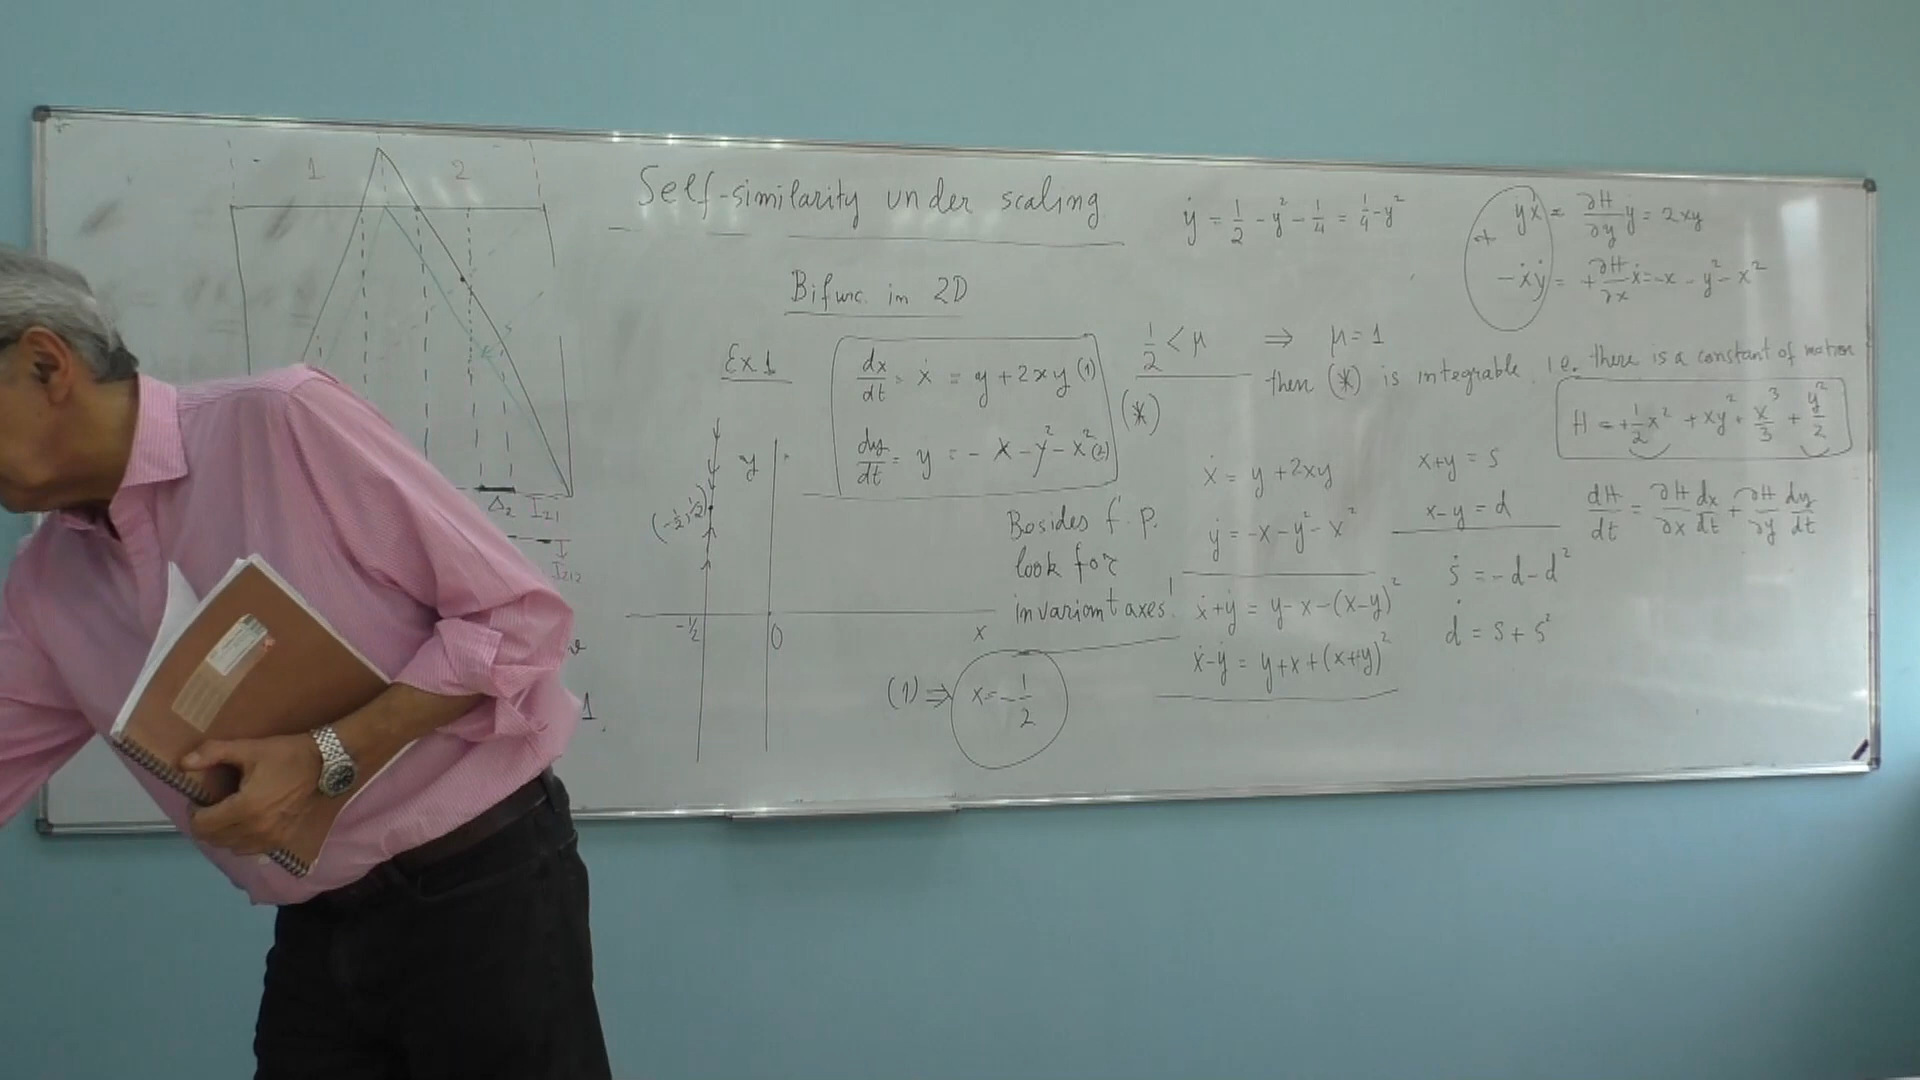 1
2
Δ₂ I₂₁
I₂₁₂
1.
Self-similarity under scaling
Bifurc. in 2D
Ex 1
dx/dt = ẋ = y + 2xy (1)
dy/dt = y = - x - y² - x² (2)
(*)
y
(-½, ½)
-½
0
x
Besides f. p.
look for
invariant axes!
(1) ⇒ x = -1/2
ẏ = 1/2 - y² - 1/4 = 1/4 - y²
1/2 < μ ⇒ μ = 1
then (*) is integrable, i.e. there is a constant of motion
H = +1/2 x² + xy² + x³/3 + y²/2
ẋ = y + 2xy
ẏ = -x - y² - x²
ẋ+ẏ = y - x - (x-y)²
ẋ-ẏ = y + x + (x+y)²
x+y = s
x-y = d
ṡ = -d - d²
ḋ = s + s²
+ ẏẋ = ∂H/∂y ẏ = 2xy
-ẋẏ = +∂H/∂x ẋ = -x - y² - x²
dH/dt = ∂H/∂x dx/dt + ∂H/∂y dy/dt